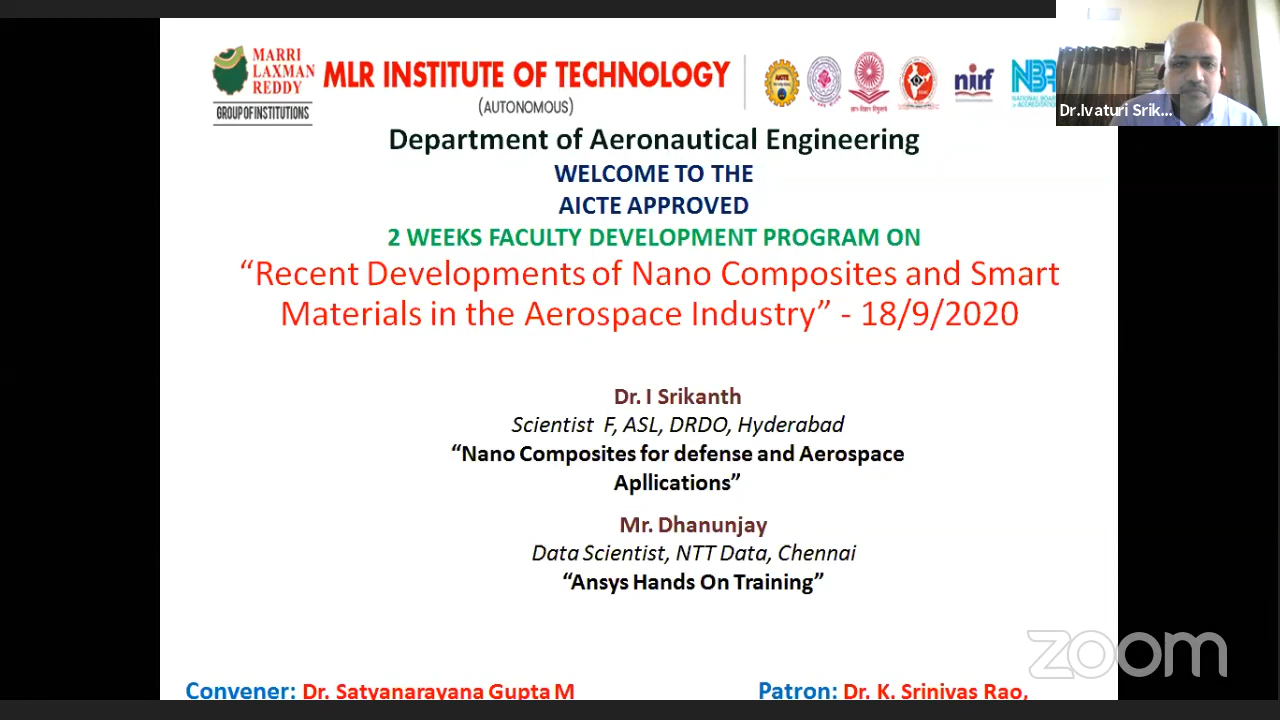 MARRI
LAXMAN
REDDY
GROUP OF INSTITUTIONS
MLR INSTITUTE OF TECHNOLOGY
(AUTONOMOUS)
AICTE
nirf
NBA
NATIONAL BOARD
Dr.Ivaturi Srik...
Department of Aeronautical Engineering
WELCOME TO THE
AICTE APPROVED
2 WEEKS FACULTY DEVELOPMENT PROGRAM ON
“Recent Developments of Nano Composites and Smart
Materials in the Aerospace Industry” - 18/9/2020
Dr. I Srikanth
Scientist F, ASL, DRDO, Hyderabad
“Nano Composites for defense and Aerospace
Apllications”
Mr. Dhanunjay
Data Scientist, NTT Data, Chennai
“Ansys Hands On Training”
zoom
Convener: Dr. Satyanarayana Gupta M
Patron: Dr. K. Srinivas Rao,